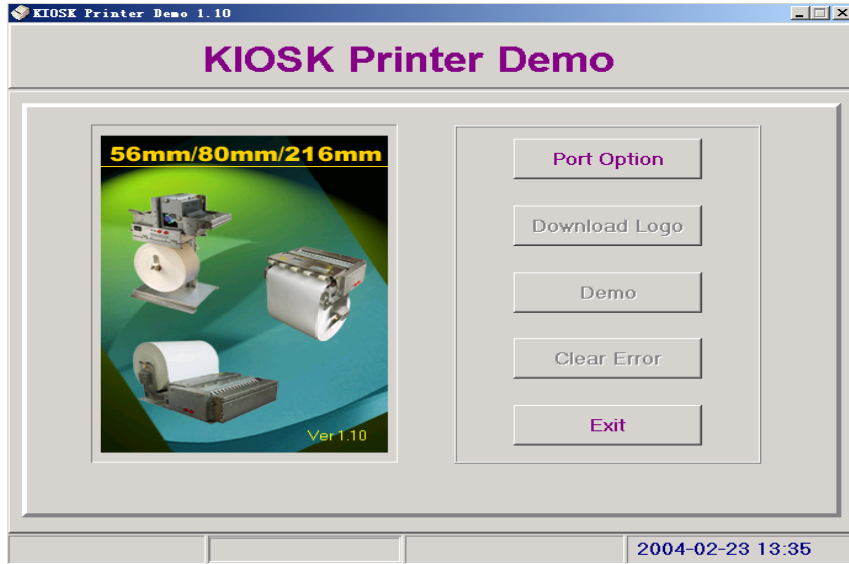 KIOSK Printer Demo 1.10
KIOSK Printer Demo
56mm/80mm/216mm
Ver 1.10
Port Option
Download Logo
Demo
Clear Error
Exit
2004-02-23 13:35